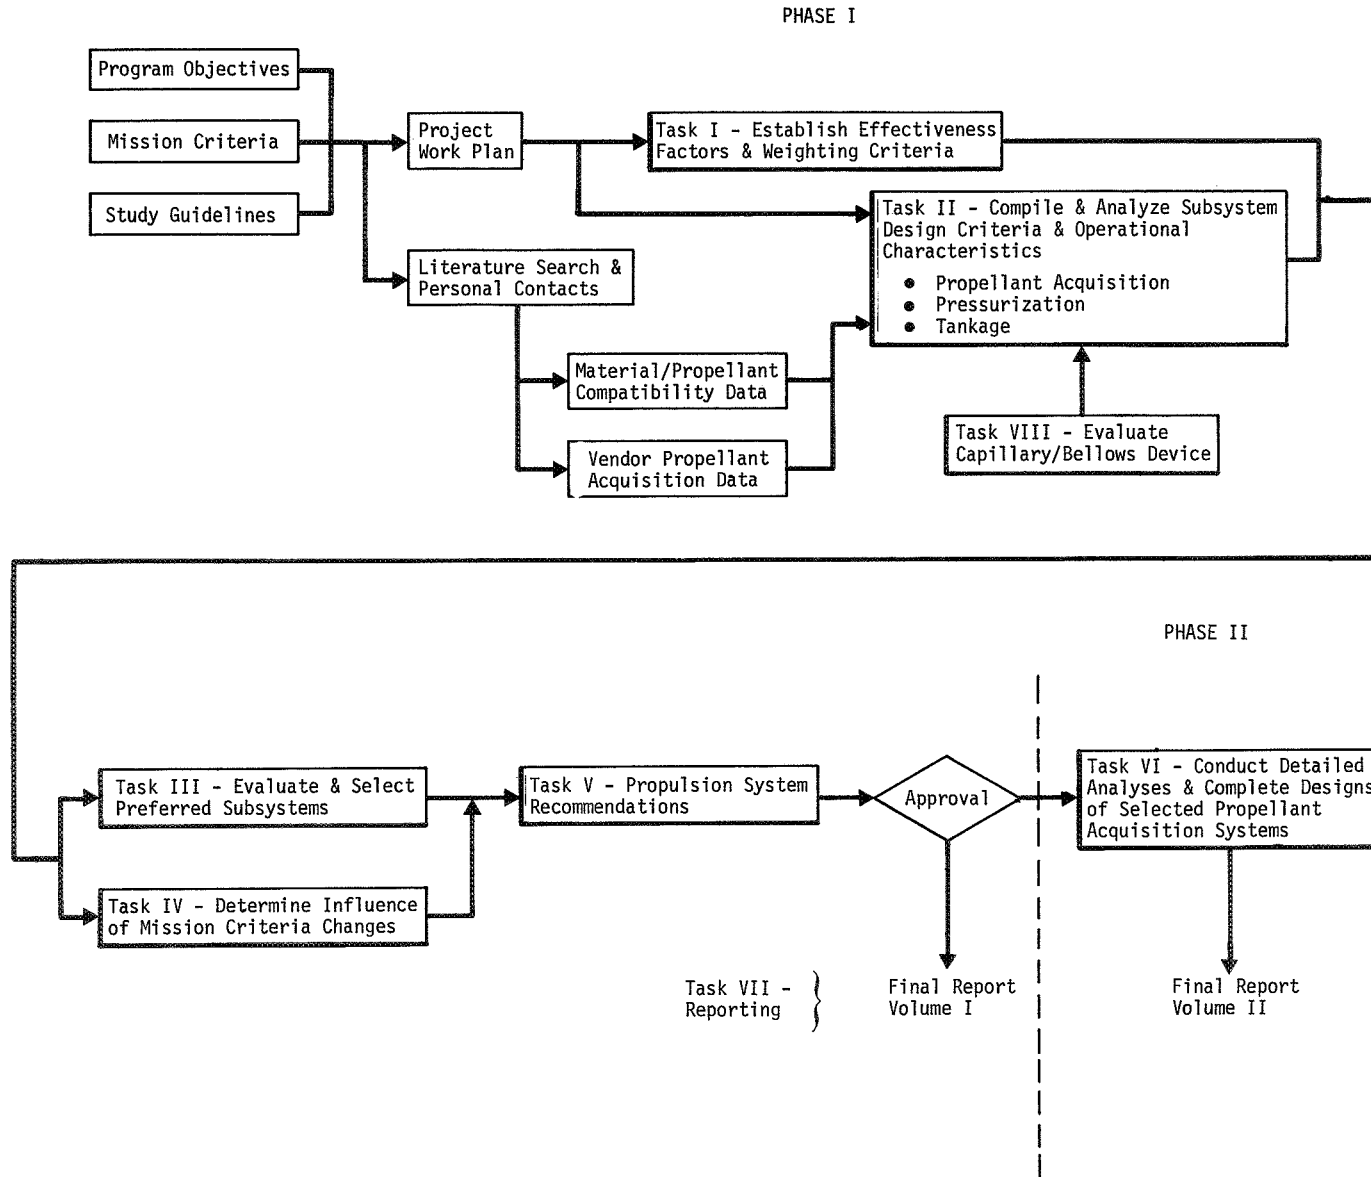 PHASE I
Program Objectives
Mission Criteria
Study Guidelines
Project
Work Plan
Literature Search &
Personal Contacts
Material/Propellant
Compatibility Data
Vendor Propellant
Acquisition Data
Task I - Establish Effectiveness
Factors & Weighting Criteria
Task II - Compile & Analyze Subsystem
Design Criteria & Operational
Characteristics
● Propellant Acquisition
● Pressurization
● Tankage
Task VIII - Evaluate
Capillary/Bellows Device
PHASE II
Task III - Evaluate & Select
Preferred Subsystems
Task IV - Determine Influence
of Mission Criteria Changes
Task V - Propulsion System
Recommendations
Approval
Task VI - Conduct Detailed
Analyses & Complete Designs
of Selected Propellant
Acquisition Systems
Task VII -
Reporting
Final Report
Volume I
Final Report
Volume II